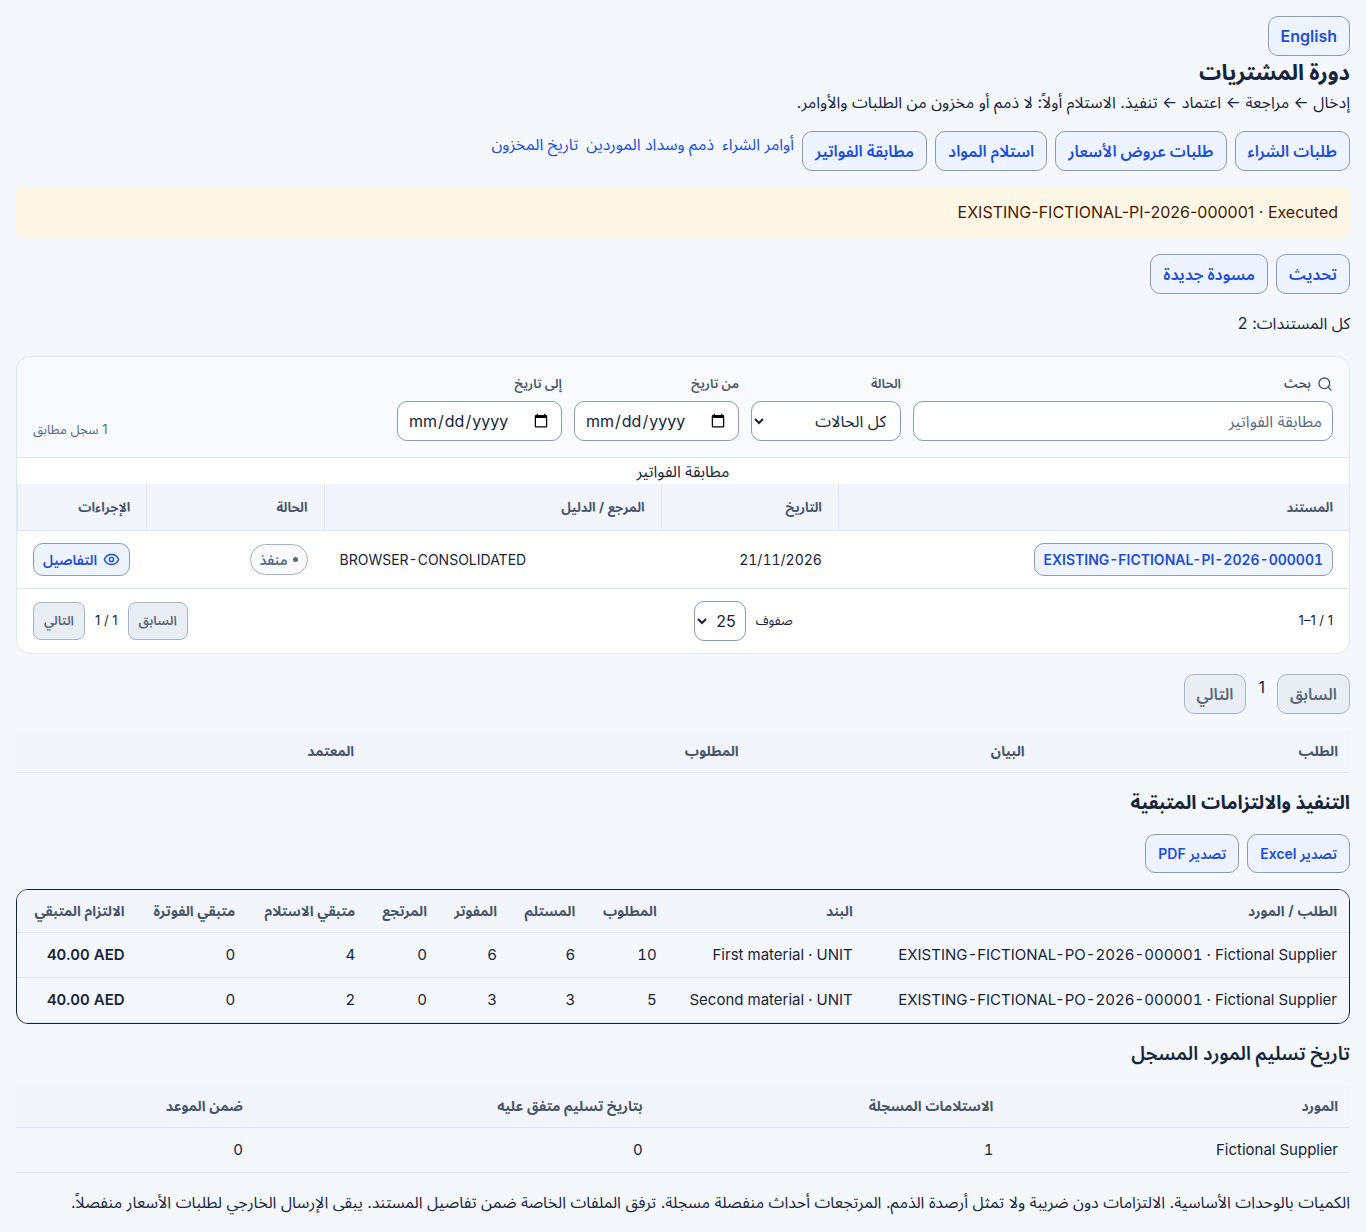 English
دورة المشتريات
إدخال ← مراجعة ← اعتماد ← تنفيذ. الاستلام أولاً: لا ذمم أو مخزون من الطلبات والأوامر.
طلبات الشراء طلبات عروض الأسعار استلام المواد مطابقة الفواتير أوامر الشراء ذمم وسداد الموردين تاريخ المخزون
EXISTING-FICTIONAL-PI-2026-000001 · Executed
تحديث مسودة جديدة
كل المستندات: 2
بحث الحالة من تاريخ إلى تاريخ
مطابقة الفواتير كل الحالات mm/dd/yyyy mm/dd/yyyy 1 سجل مطابق
مطابقة الفواتير
المستند التاريخ المرجع / الدليل الحالة الإجراءات
EXISTING-FICTIONAL-PI-2026-000001 21/11/2026 BROWSER-CONSOLIDATED • منفذ التفاصيل
1–1 / 1 صفوف 25 السابق 1 / 1 التالي
السابق 1 التالي
الطلب البيان المطلوب المعتمد
التنفيذ والالتزامات المتبقية
تصدير Excel تصدير PDF
الطلب / المورد البند المطلوب المستلم المفوتر المرتجع متبقي الاستلام متبقي الفوترة الالتزام المتبقي
EXISTING-FICTIONAL-PO-2026-000001 · Fictional Supplier First material · UNIT 10 6 6 0 4 0 40.00 AED
EXISTING-FICTIONAL-PO-2026-000001 · Fictional Supplier Second material · UNIT 5 3 3 0 2 0 40.00 AED
تاريخ تسليم المورد المسجل
المورد الاستلامات المسجلة بتاريخ تسليم متفق عليه ضمن الموعد
Fictional Supplier 1 0 0
الكميات بالوحدات الأساسية. الالتزامات دون ضريبة ولا تمثل أرصدة الذمم. المرتجعات أحداث منفصلة مسجلة. ترفق الملفات الخاصة ضمن تفاصيل المستند. يبقى الإرسال الخارجي لطلبات الأسعار منفصلاً.